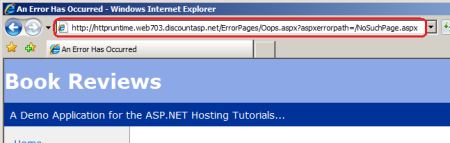 An Error Has Occurred - Windows Internet Explorer
http://httpruntime.web703.discountasp.net/ErrorPages/Oops.aspx?aspxerrorpath=/NoSuchPage.aspx
An Error Has Occurred
Book Reviews
A Demo Application for the ASP.NET Hosting Tutorials...
Home